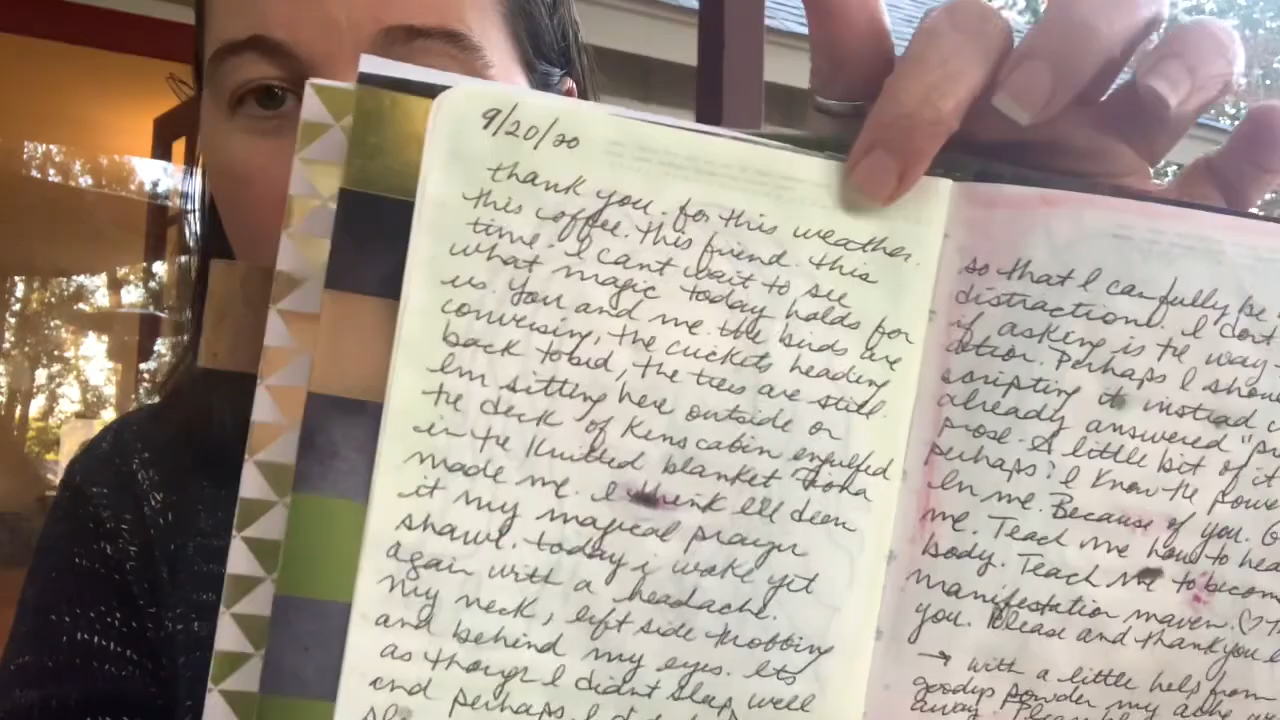 9/20/20
thank you. for this weather.
this coffee. this friend. this
time. I cant wait to see
what magic today holds for
us. You and me. the birds are
conversing, the crickets heading
back to bid, the trees are still.
Im sitting here outside on
the deck of Kens cabin engulfed
in the knitted blanket
made me. I think I'll deem
it my magical prayer
shawl. today i woke yet
again with a headache.
My neck, left side throbbing
and behind my eyes. Its
as though I didnt sleep well
and perhaps I
so that I can fully be
distraction. I dont
if asking is the way
action. Perhaps I should
scripting it instead
already answered
prose. A little bit of it
perhaps? I know the power
In me. Because of you.
me. Teach me how to heal
body. Teach me to become
manifestation maven. ♡
you. Please and thank you
→ with a little help from
goodys powder my ache
away.